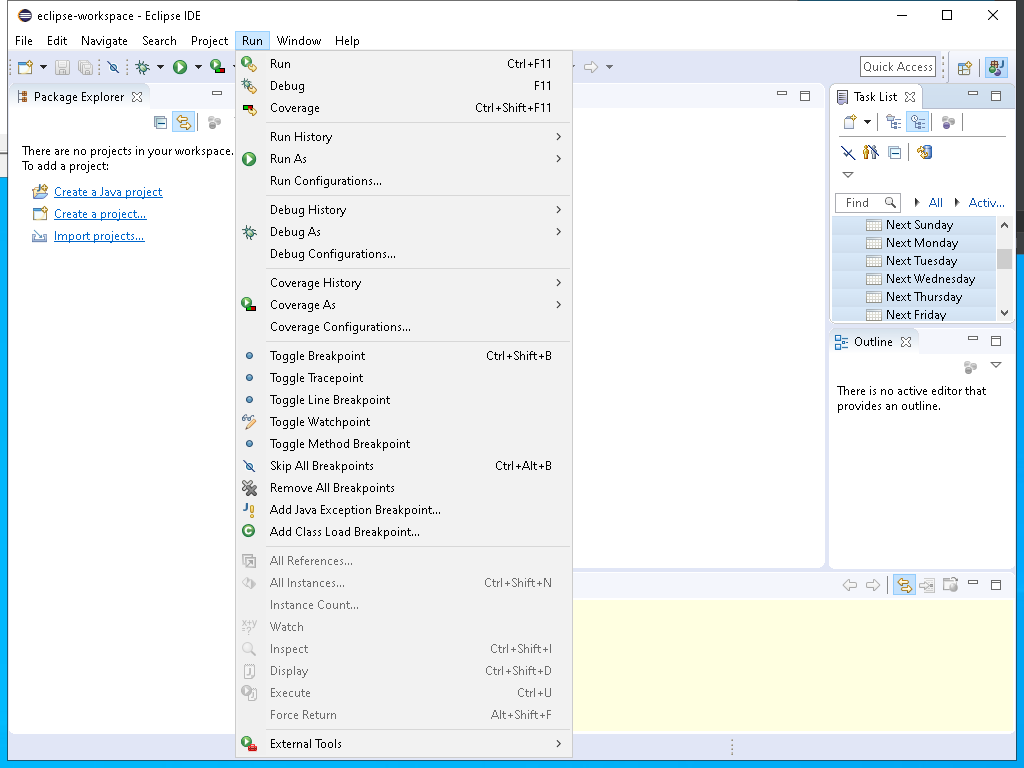 eclipse-workspace - Eclipse IDE
File Edit Navigate Search Project Run Window Help
Quick Access
Package Explorer
There are no projects in your workspace.
To add a project:
Create a Java project
Create a project...
Import projects...
Run Ctrl+F11
Debug F11
Coverage Ctrl+Shift+F11
Run History
Run As
Run Configurations...
Debug History
Debug As
Debug Configurations...
Coverage History
Coverage As
Coverage Configurations...
Toggle Breakpoint Ctrl+Shift+B
Toggle Tracepoint
Toggle Line Breakpoint
Toggle Watchpoint
Toggle Method Breakpoint
Skip All Breakpoints Ctrl+Alt+B
Remove All Breakpoints
Add Java Exception Breakpoint...
Add Class Load Breakpoint...
All References...
All Instances... Ctrl+Shift+N
Instance Count...
Watch
Inspect Ctrl+Shift+I
Display Ctrl+Shift+D
Execute Ctrl+U
Force Return Alt+Shift+F
External Tools
Task List
Find All Activ...
Next Sunday
Next Monday
Next Tuesday
Next Wednesday
Next Thursday
Next Friday
Outline
There is no active editor that
provides an outline.